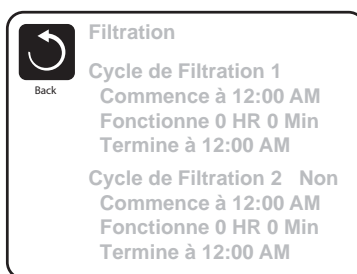 Filtration
Back
Cycle de Filtration 1
Commence à 12:00 AM
Fonctionne 0 HR 0 Min
Termine à 12:00 AM
Cycle de Filtration 2 Non
Commence à 12:00 AM
Fonctionne 0 HR 0 Min
Termine à 12:00 AM